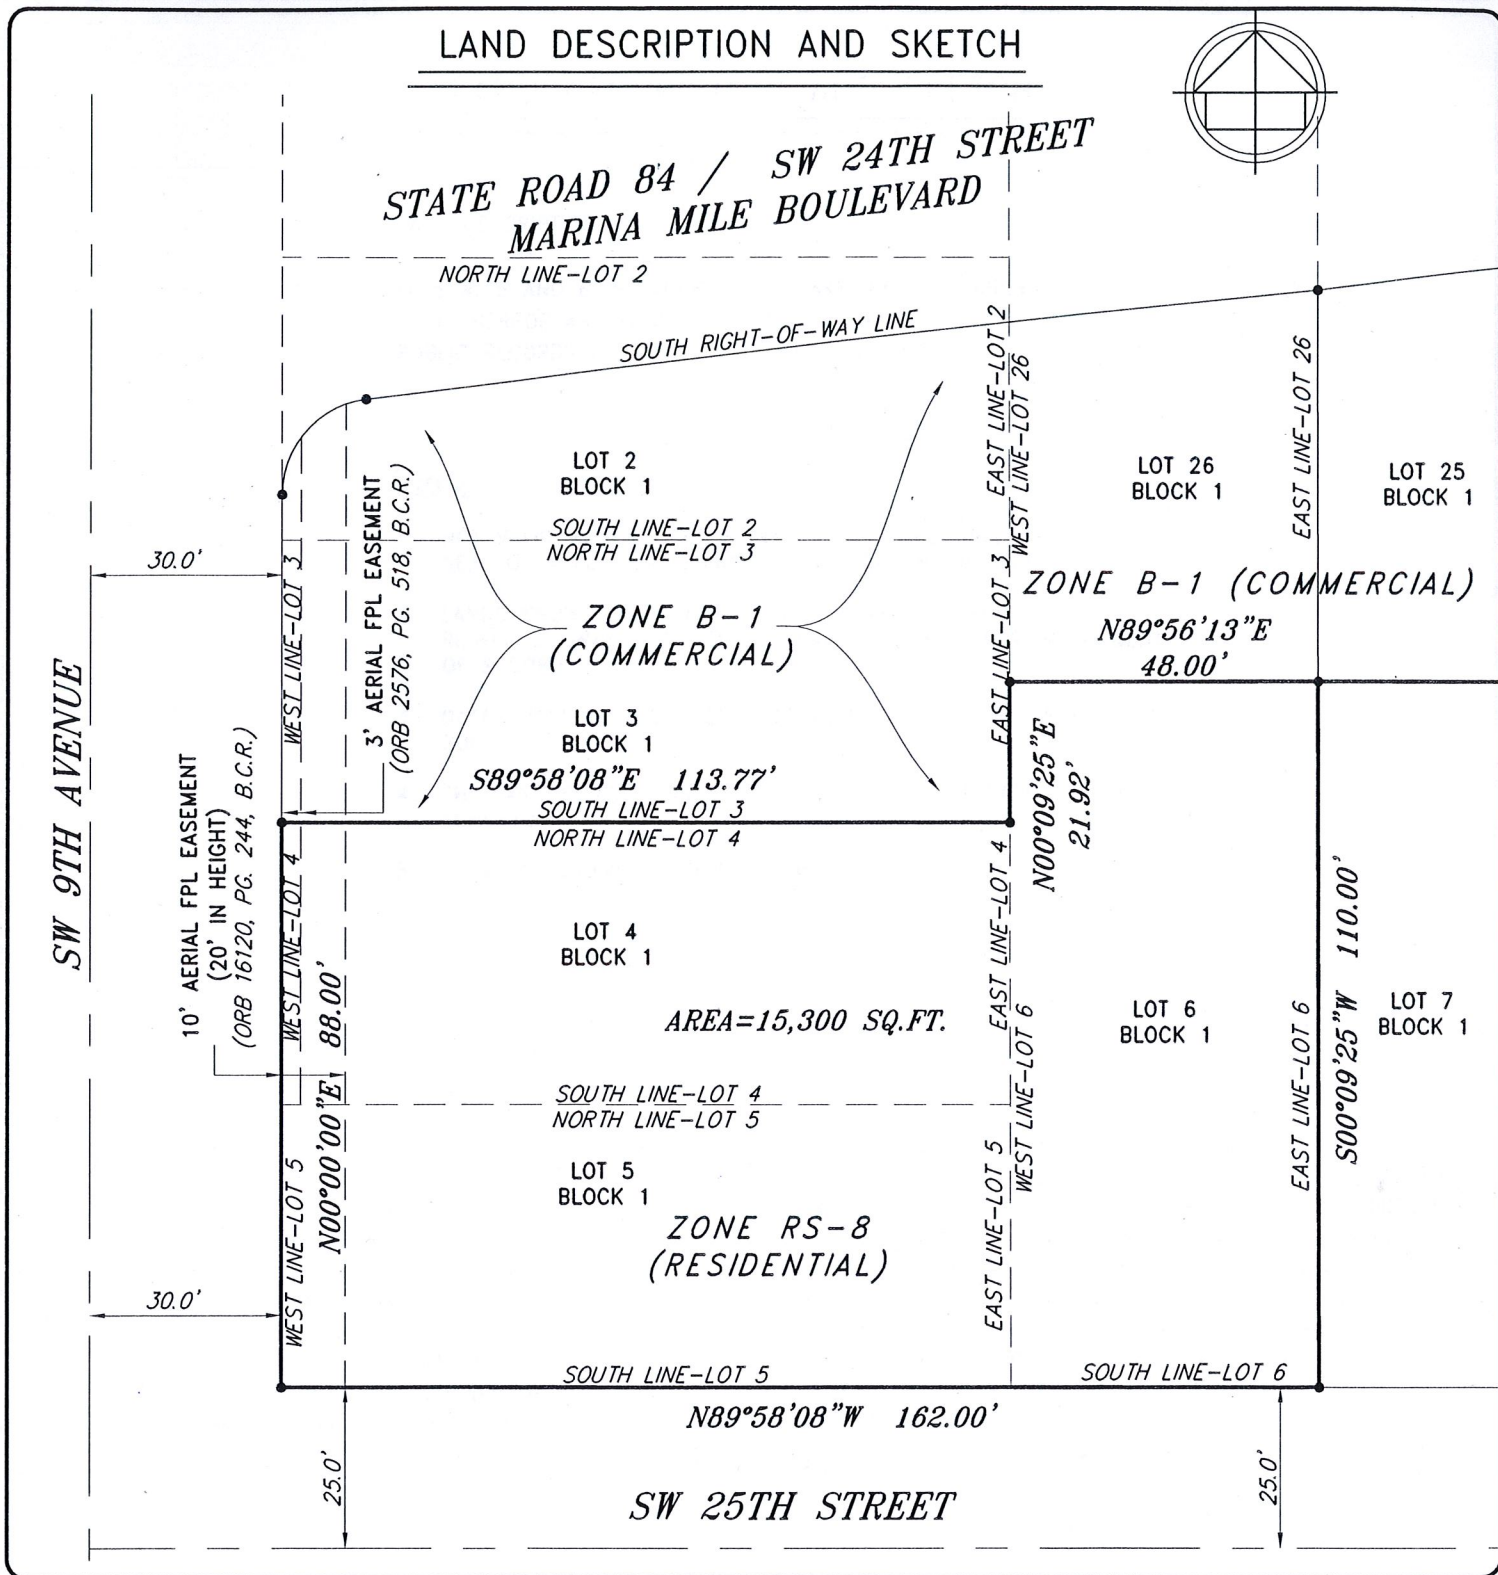 LAND DESCRIPTION AND SKETCH
STATE ROAD 84 / SW 24TH STREET
MARINA MILE BOULEVARD
NORTH LINE-LOT 2
SOUTH RIGHT-OF-WAY LINE
EAST LINE-LOT 2
WEST LINE-LOT 26
EAST LINE-LOT 26
LOT 2
BLOCK 1
LOT 26
BLOCK 1
LOT 25
BLOCK 1
SOUTH LINE-LOT 2
NORTH LINE-LOT 3
30.0'
WEST LINE-LOT 3
3' AERIAL FPL EASEMENT
(ORB 2576, PG. 518, B.C.R.)
ZONE B-1
(COMMERCIAL)
EAST LINE-LOT 3
ZONE B-1 (COMMERCIAL)
N89°56'13"E
48.00'
SW 9TH AVENUE
LOT 3
BLOCK 1
S89°58'08"E 113.77'
SOUTH LINE-LOT 3
NORTH LINE-LOT 4
N00°09'25"E
21.92'
10' AERIAL FPL EASEMENT
(20' IN HEIGHT)
(ORB 16120, PG. 244, B.C.R.)
WEST LINE-LOT 4
N00°00'00"E 88.00'
LOT 4
BLOCK 1
AREA=15,300 SQ.FT.
EAST LINE-LOT 4
WEST LINE-LOT 6
LOT 6
BLOCK 1
EAST LINE-LOT 6
S00°09'25"W 110.00'
LOT 7
BLOCK 1
SOUTH LINE-LOT 4
NORTH LINE-LOT 5
WEST LINE-LOT 5
LOT 5
BLOCK 1
ZONE RS-8
(RESIDENTIAL)
EAST LINE-LOT 5
30.0'
SOUTH LINE-LOT 5
SOUTH LINE-LOT 6
N89°58'08"W 162.00'
25.0'
SW 25TH STREET
25.0'